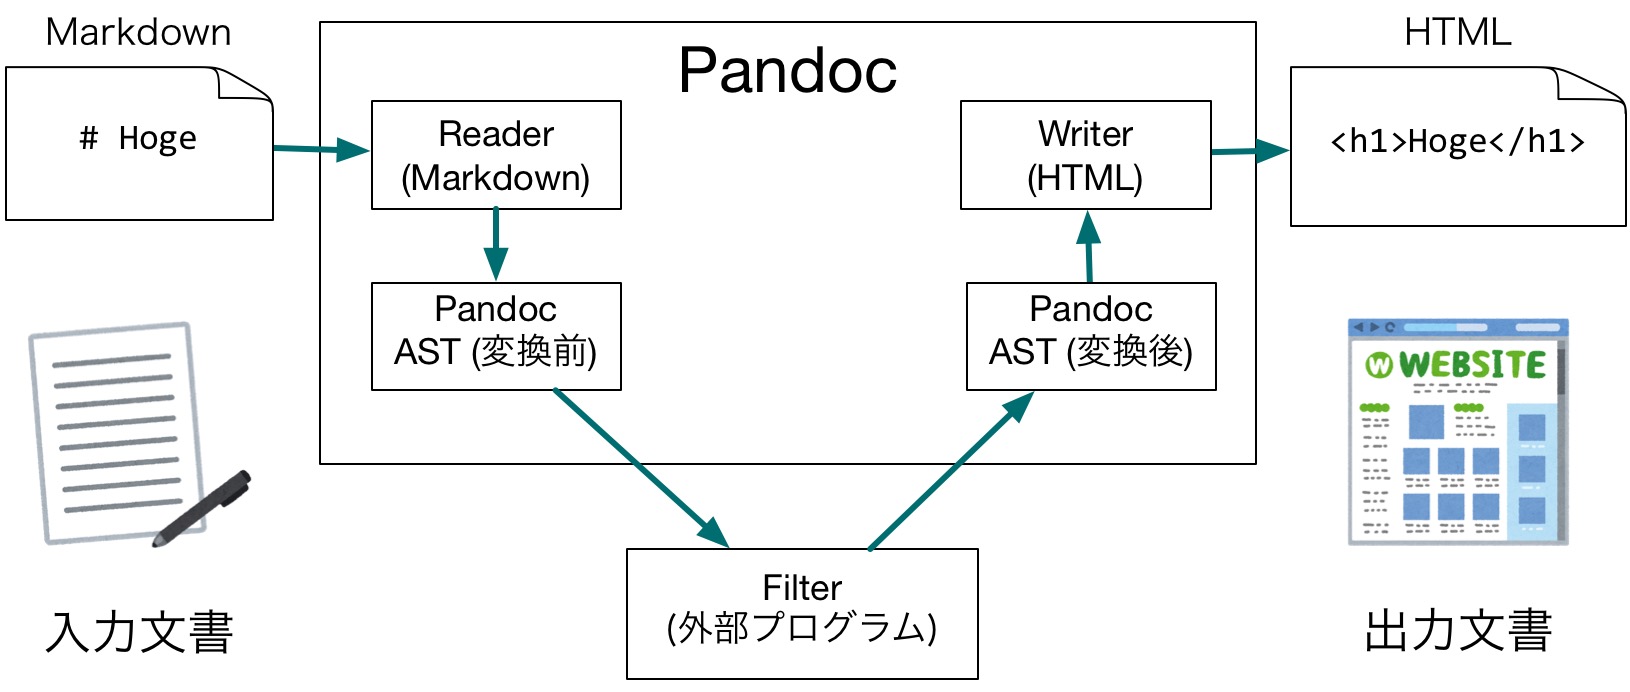 Markdown
# Hoge
Pandoc
Reader
(Markdown)
Pandoc
AST (変換前)
Filter
(外部プログラム)
Pandoc
AST (変換後)
Writer
(HTML)
HTML
<h1>Hoge</h1>
入力文書
W WEBSITE
出力文書